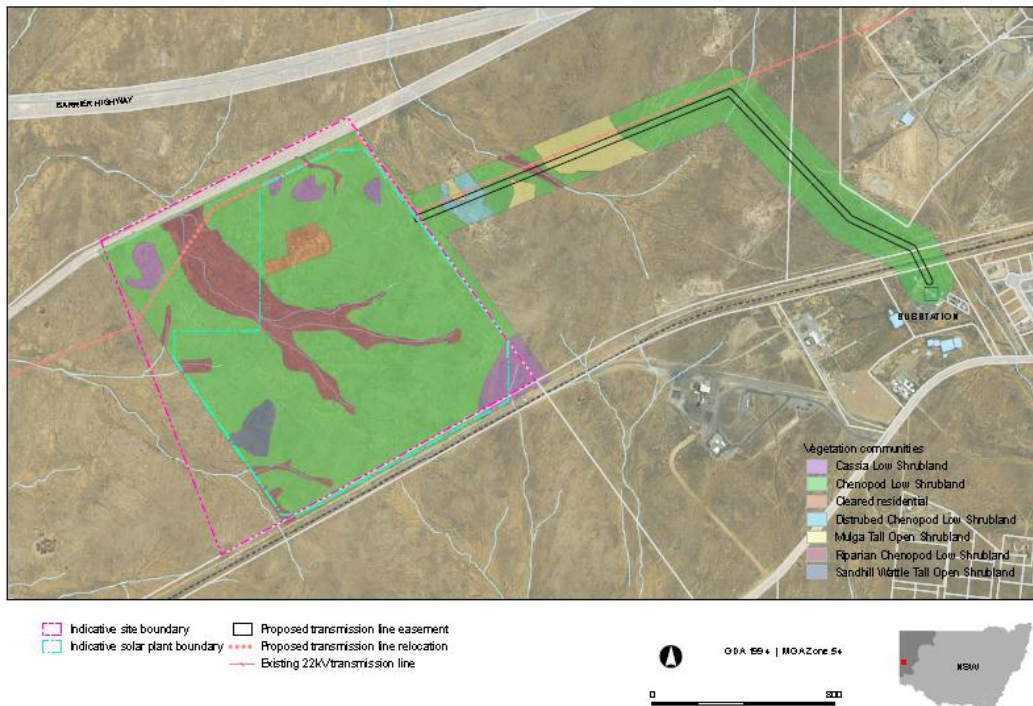 BARRIER HIGHWAY
SUBSTATION
Vegetation communities
Cassia Low Shrubland
Chenopod Low Shrubland
Cleared residential
Distrubed Chenopod Low Shrubland
Mulga Tall Open Shrubland
Riparian Chenopod Low Shrubland
Sandhill Wattle Tall Open Shrubland
Indicative site boundary
Indicative solar plant boundary
Proposed transmission line easement
Proposed transmission line relocation
Existing 22kV transmission line
GDA 1994 | MGA Zone 54
0 800
NSW